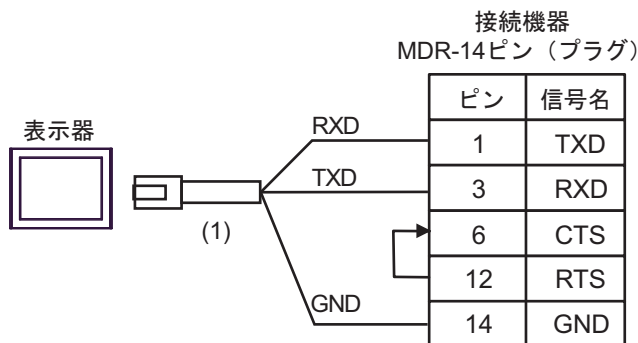 接続機器
MDR-14ピン（プラグ）
ピン 信号名
表示器
RXD
1 TXD
TXD
3 RXD
(1)
6 CTS
12 RTS
GND
14 GND